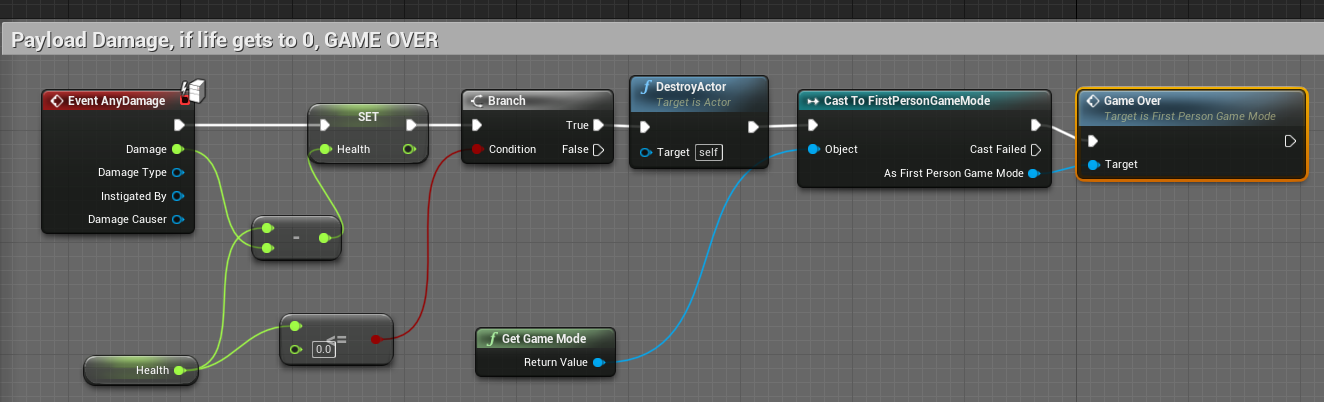 Payload Damage, if life gets to 0, GAME OVER
Event AnyDamage
Damage
Damage Type
Instigated By
Damage Causer
SET
Health
-
Health
<=
0.0
Branch
True
Condition
False
DestroyActor
Target is Actor
Target self
Get Game Mode
Return Value
Cast To FirstPersonGameMode
Object
Cast Failed
As First Person Game Mode
Game Over
Target is First Person Game Mode
Target